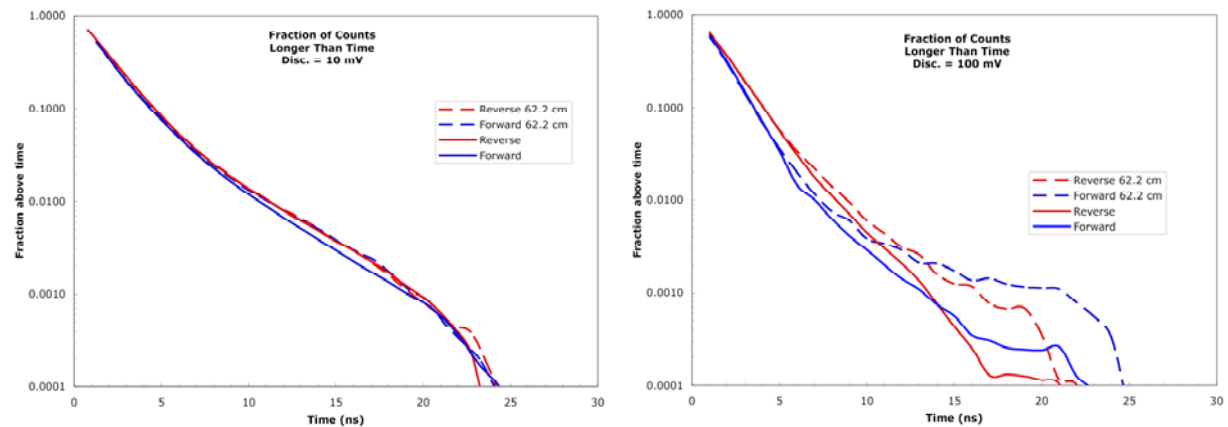 1.0000
0.1000
0.0100
0.0010
0.0001
Fraction above time
Fraction of Counts
Longer Than Time
Disc. = 10 mV
Reverse 62.2 cm
Forward 62.2 cm
Reverse
Forward
0 5 10 15 20 25 30
Time (ns)
1.0000
0.1000
0.0100
0.0010
0.0001
Fraction above time
Fraction of Counts
Longer Than Time
Disc. = 100 mV
Reverse 62.2 cm
Forward 62.2 cm
Reverse
Forward
0 5 10 15 20 25 30
Time (ns)